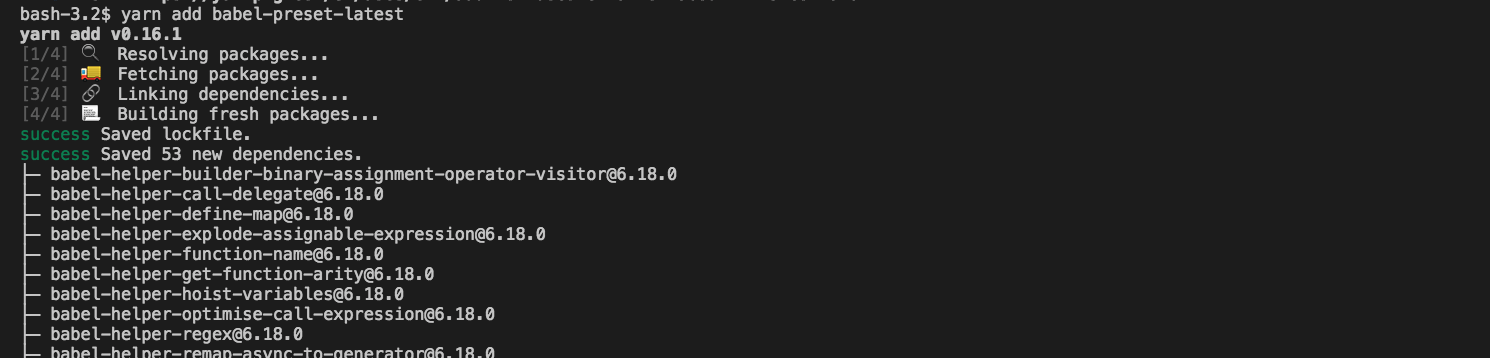 bash-3.2$ yarn add babel-preset-latest
yarn add v0.16.1
[1/4] 🔍 Resolving packages...
[2/4] 🚚 Fetching packages...
[3/4] 🔗 Linking dependencies...
[4/4] 📃 Building fresh packages...
success Saved lockfile.
success Saved 53 new dependencies.
├─ babel-helper-builder-binary-assignment-operator-visitor@6.18.0
├─ babel-helper-call-delegate@6.18.0
├─ babel-helper-define-map@6.18.0
├─ babel-helper-explode-assignable-expression@6.18.0
├─ babel-helper-function-name@6.18.0
├─ babel-helper-get-function-arity@6.18.0
├─ babel-helper-hoist-variables@6.18.0
├─ babel-helper-optimise-call-expression@6.18.0
├─ babel-helper-regex@6.18.0
├─ babel-helper-remap-async-to-generator@6.18.0